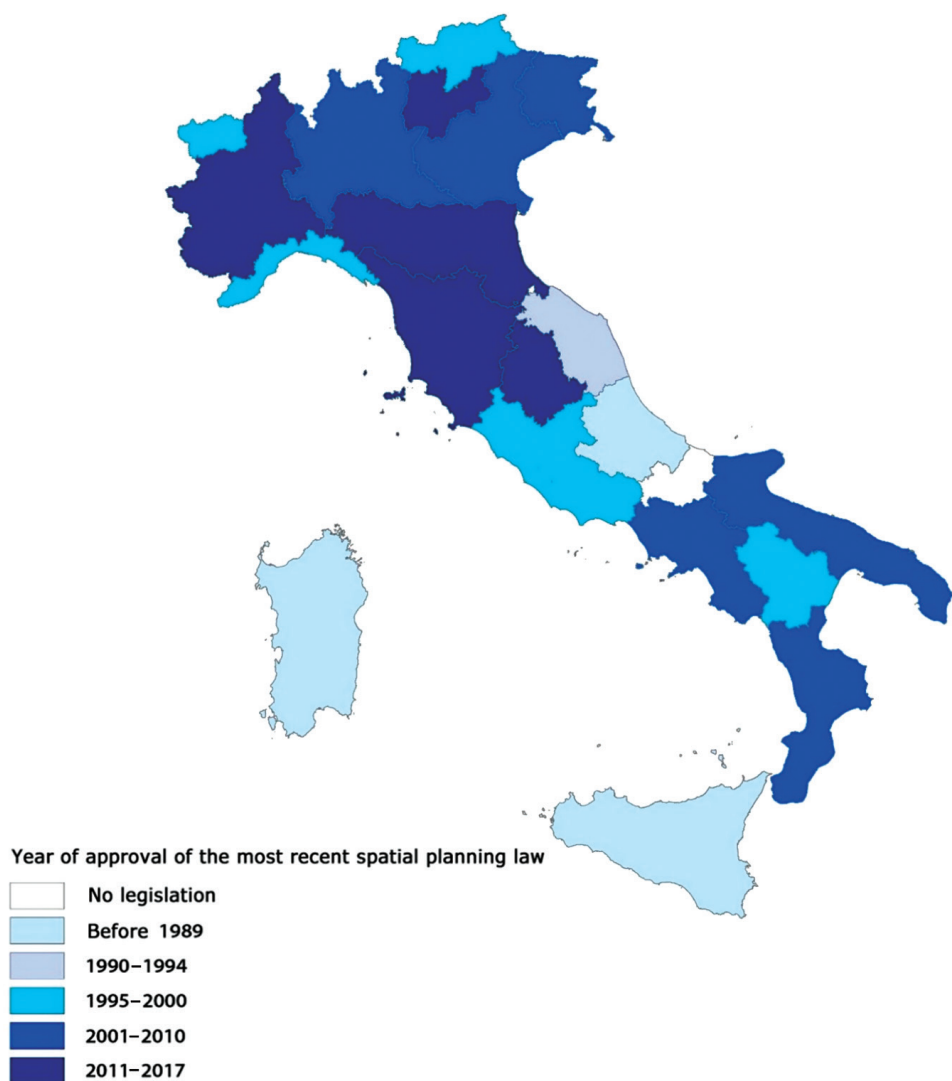 Year of approval of the most recent spatial planning law
No legislation
Before 1989
1990–1994
1995–2000
2001–2010
2011–2017